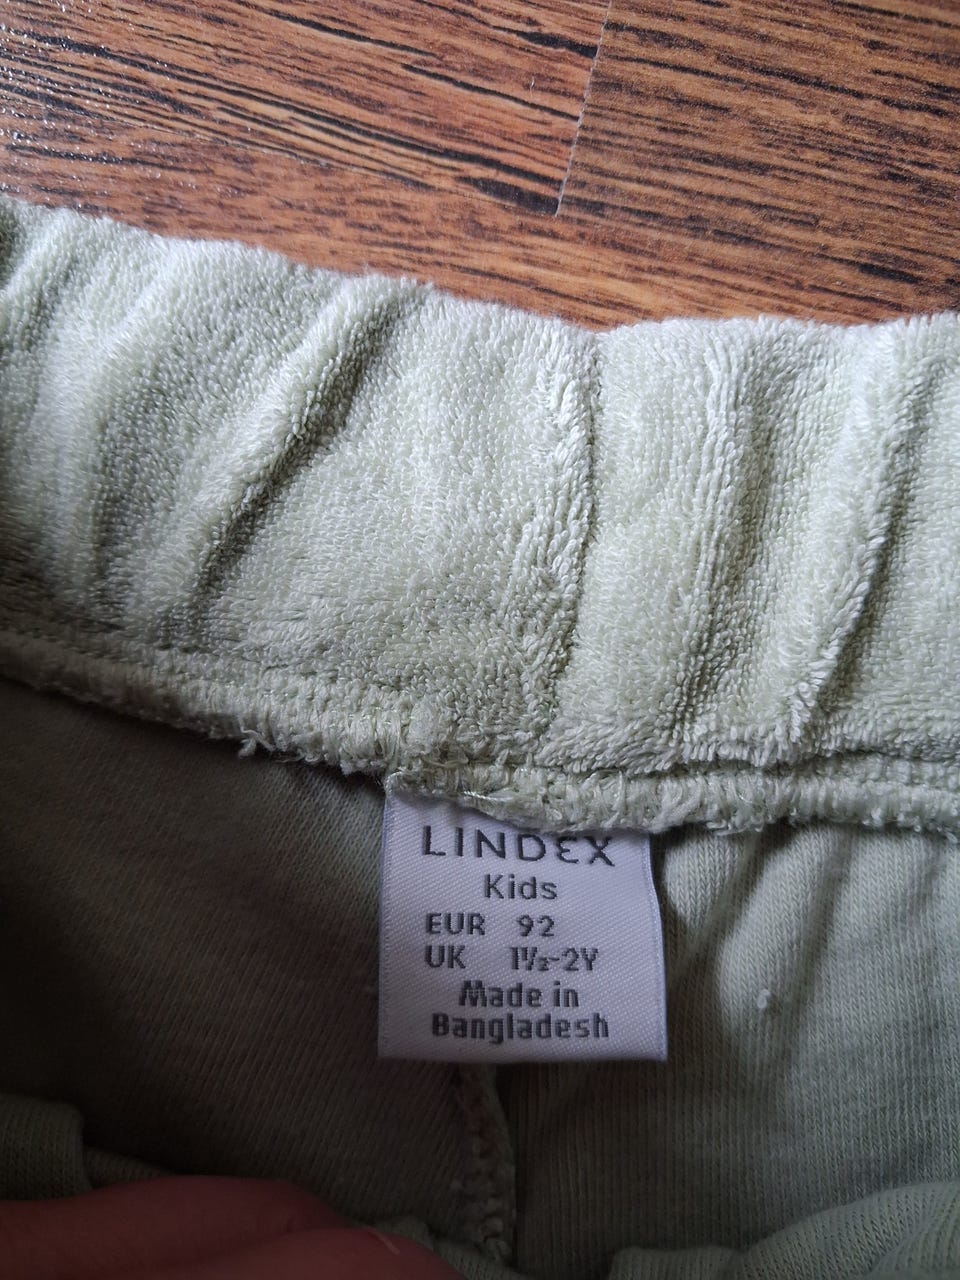 LINDEX
Kids
EUR 92
UK 1½-2Y
Made in
Bangladesh